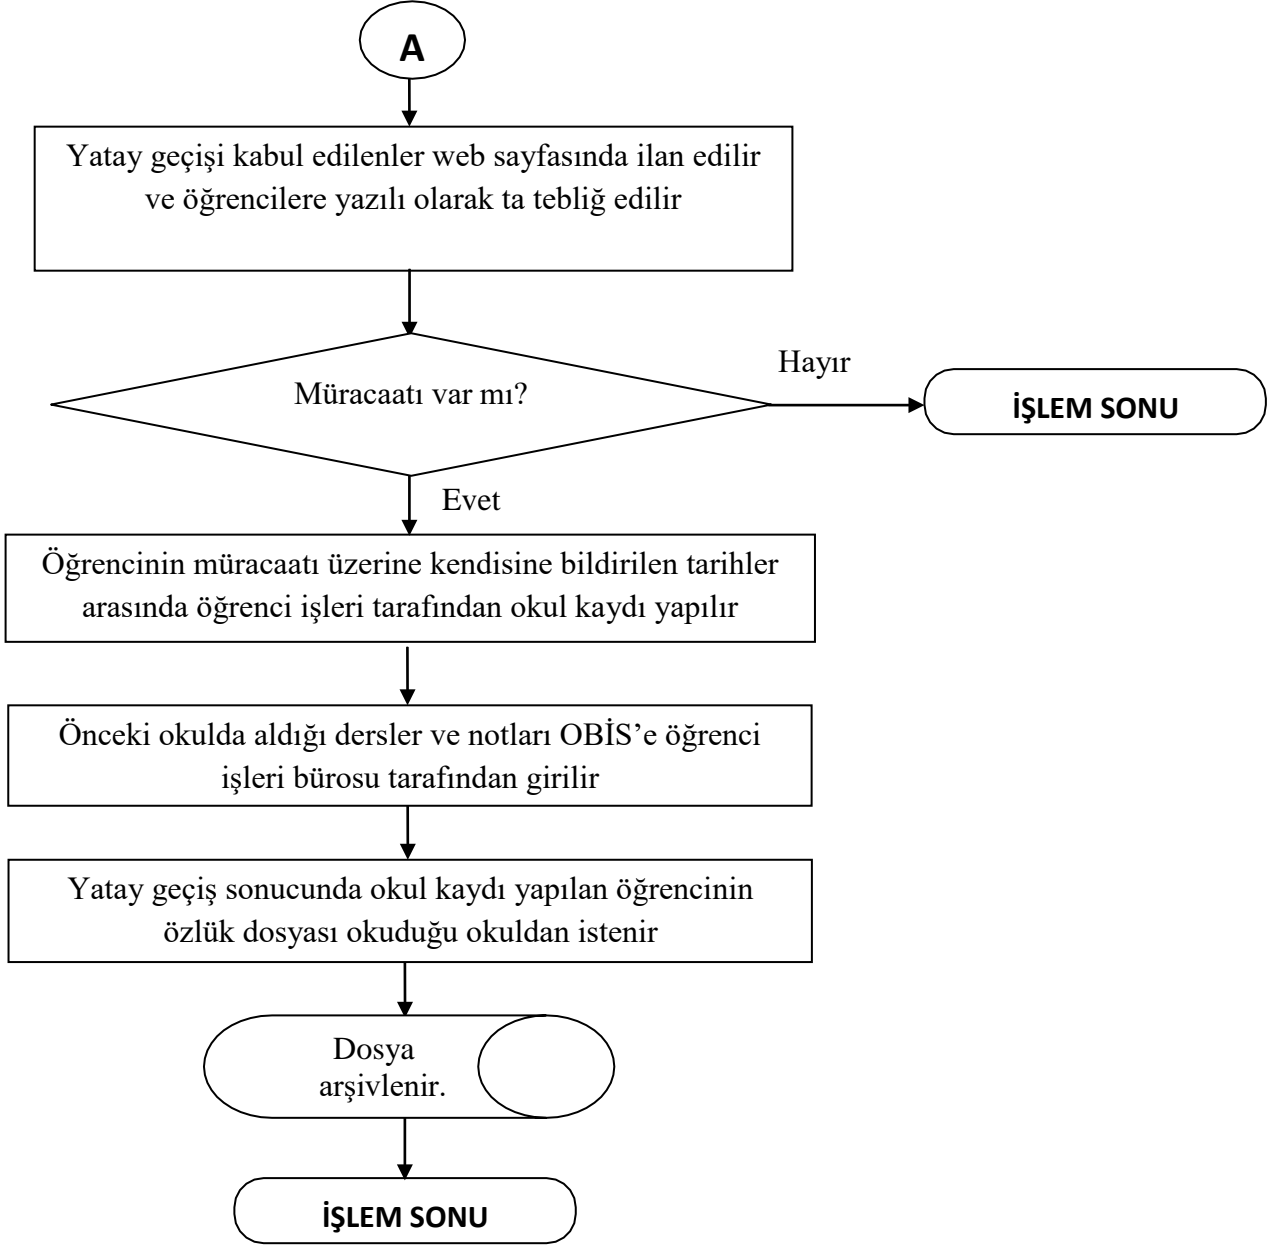 A
Yatay geçişi kabul edilenler web sayfasında ilan edilir
ve öğrencilere yazılı olarak ta tebliğ edilir
Müracaatı var mı?
Hayır
İŞLEM SONU
Evet
Öğrencinin müracaatı üzerine kendisine bildirilen tarihler
arasında öğrenci işleri tarafından okul kaydı yapılır
Önceki okulda aldığı dersler ve notları OBİS’e öğrenci
işleri bürosu tarafından girilir
Yatay geçiş sonucunda okul kaydı yapılan öğrencinin
özlük dosyası okuduğu okuldan istenir
Dosya
arşivlenir.
İŞLEM SONU